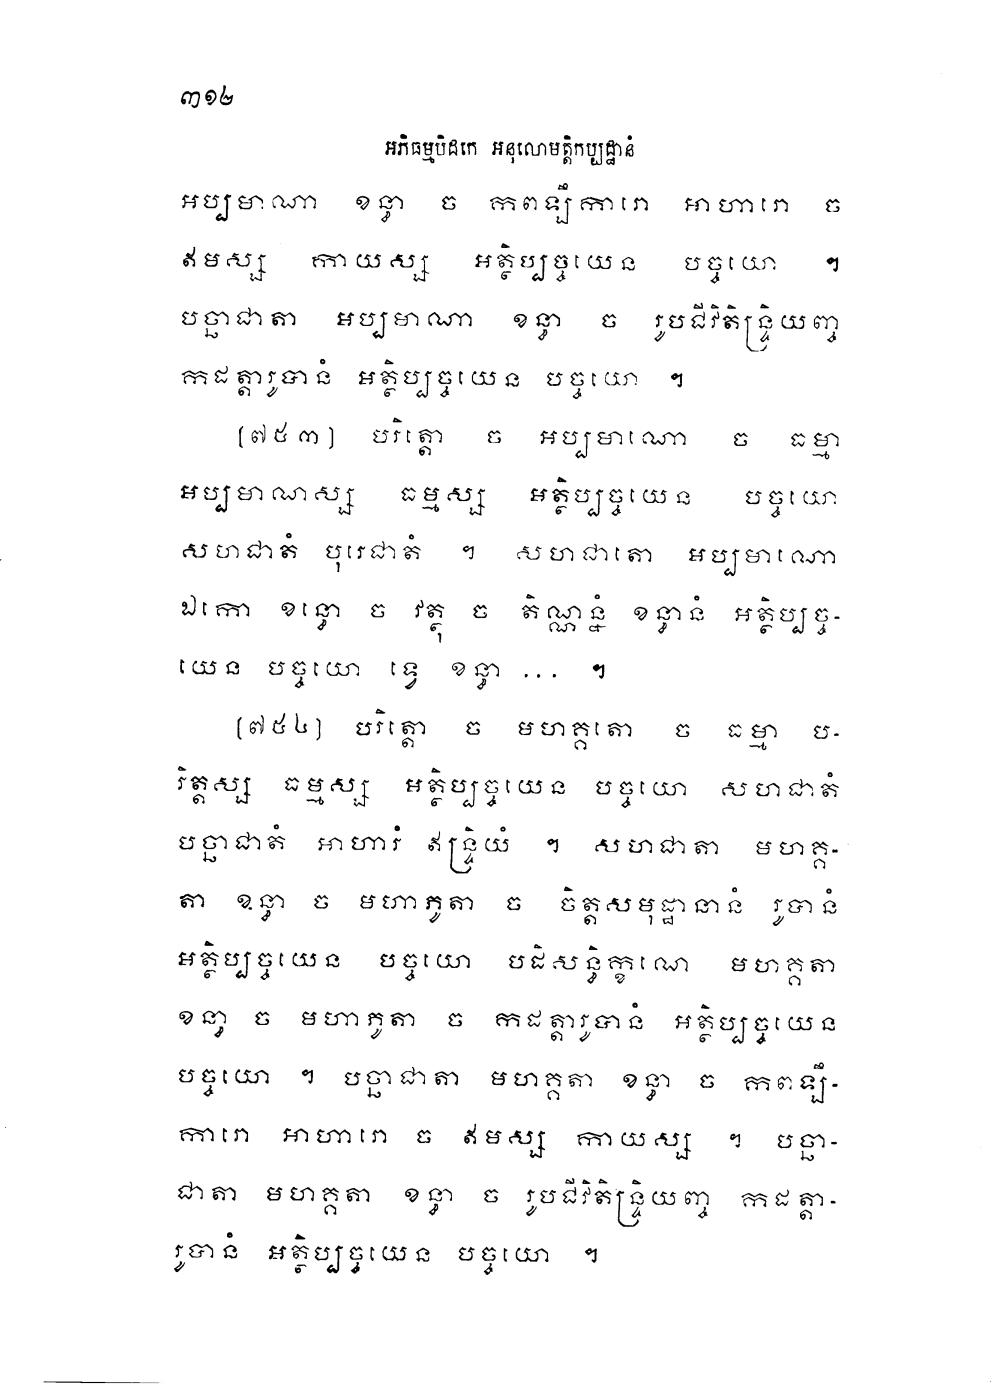 ៣១២
អភិធម្មបិដកេ អនុលោមត្តិកប្បដ្ឋានំ
អប្បមាណា ខន្ធា ច កពឡីការោ អាហារោ ច
ឥមស្ស កាយស្ស អត្ថិប្បច្ចយេន បច្ចយោ ។
បច្ឆាជាតា អប្បមាណា ខន្ធា ច រូបជីវិតិន្ទ្រិយញ្ច
កដត្តារូបានំ អត្ថិប្បច្ចយេន បច្ចយោ ។
[៧៥៣] បរិត្តោ ច អប្បមាណោ ច ធម្មា
អប្បមាណស្ស ធម្មស្ស អត្ថិប្បច្ចយេន បច្ចយោ
សហជាតំ បុរេជាតំ ។ សហជាតោ អប្បមាណោ
ឯកោ ខន្ធោ ច វត្ថុ ច តិណ្ណន្នំ ខន្ធានំ អត្ថិប្បច្ច-
យេន បច្ចយោ ទ្វេ ខន្ធា ... ។
[៧៥៤] បរិត្តោ ច មហគ្គតោ ច ធម្មា ប-
រិត្តស្ស ធម្មស្ស អត្ថិប្បច្ចយេន បច្ចយោ សហជាតំ
បច្ឆាជាតំ អាហារំ ឥន្ទ្រិយំ ។ សហជាតា មហគ្គ-
តា ខន្ធា ច មហាភូតា ច ចិត្តសមុដ្ឋានានំ រូបានំ
អត្ថិប្បច្ចយេន បច្ចយោ បដិសន្ធិក្ខណេ មហគ្គតា
ខន្ធា ច មហាភូតា ច កដត្តារូបានំ អត្ថិប្បច្ចយេន
បច្ចយោ ។ បច្ឆាជាតា មហគ្គតា ខន្ធា ច កពឡី-
ការោ អាហារោ ច ឥមស្ស កាយស្ស ។ បច្ឆា-
ជាតា មហគ្គតា ខន្ធា ច រូបជីវិតិន្ទ្រិយញ្ច កដត្តា-
រូបានំ អត្ថិប្បច្ចយេន បច្ចយោ ។